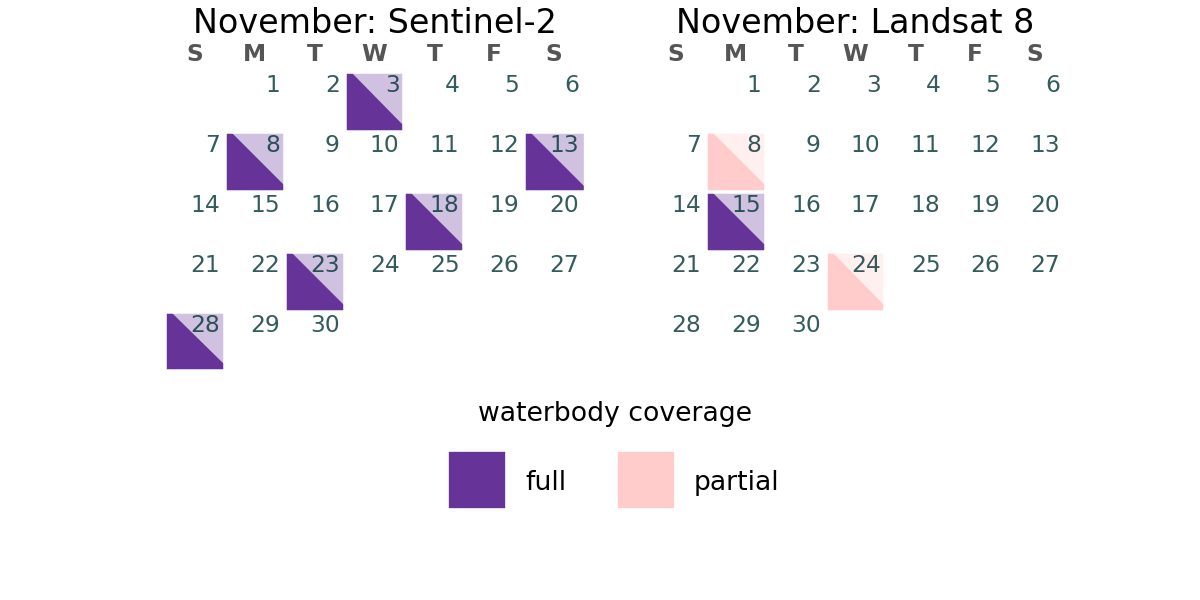 November: Sentinel-2
S M T W T F S
1 2 3 4 5 6
7 8 9 10 11 12 13
14 15 16 17 18 19 20
21 22 23 24 25 26 27
28 29 30
November: Landsat 8
S M T W T F S
1 2 3 4 5 6
7 8 9 10 11 12 13
14 15 16 17 18 19 20
21 22 23 24 25 26 27
28 29 30
waterbody coverage
full partial